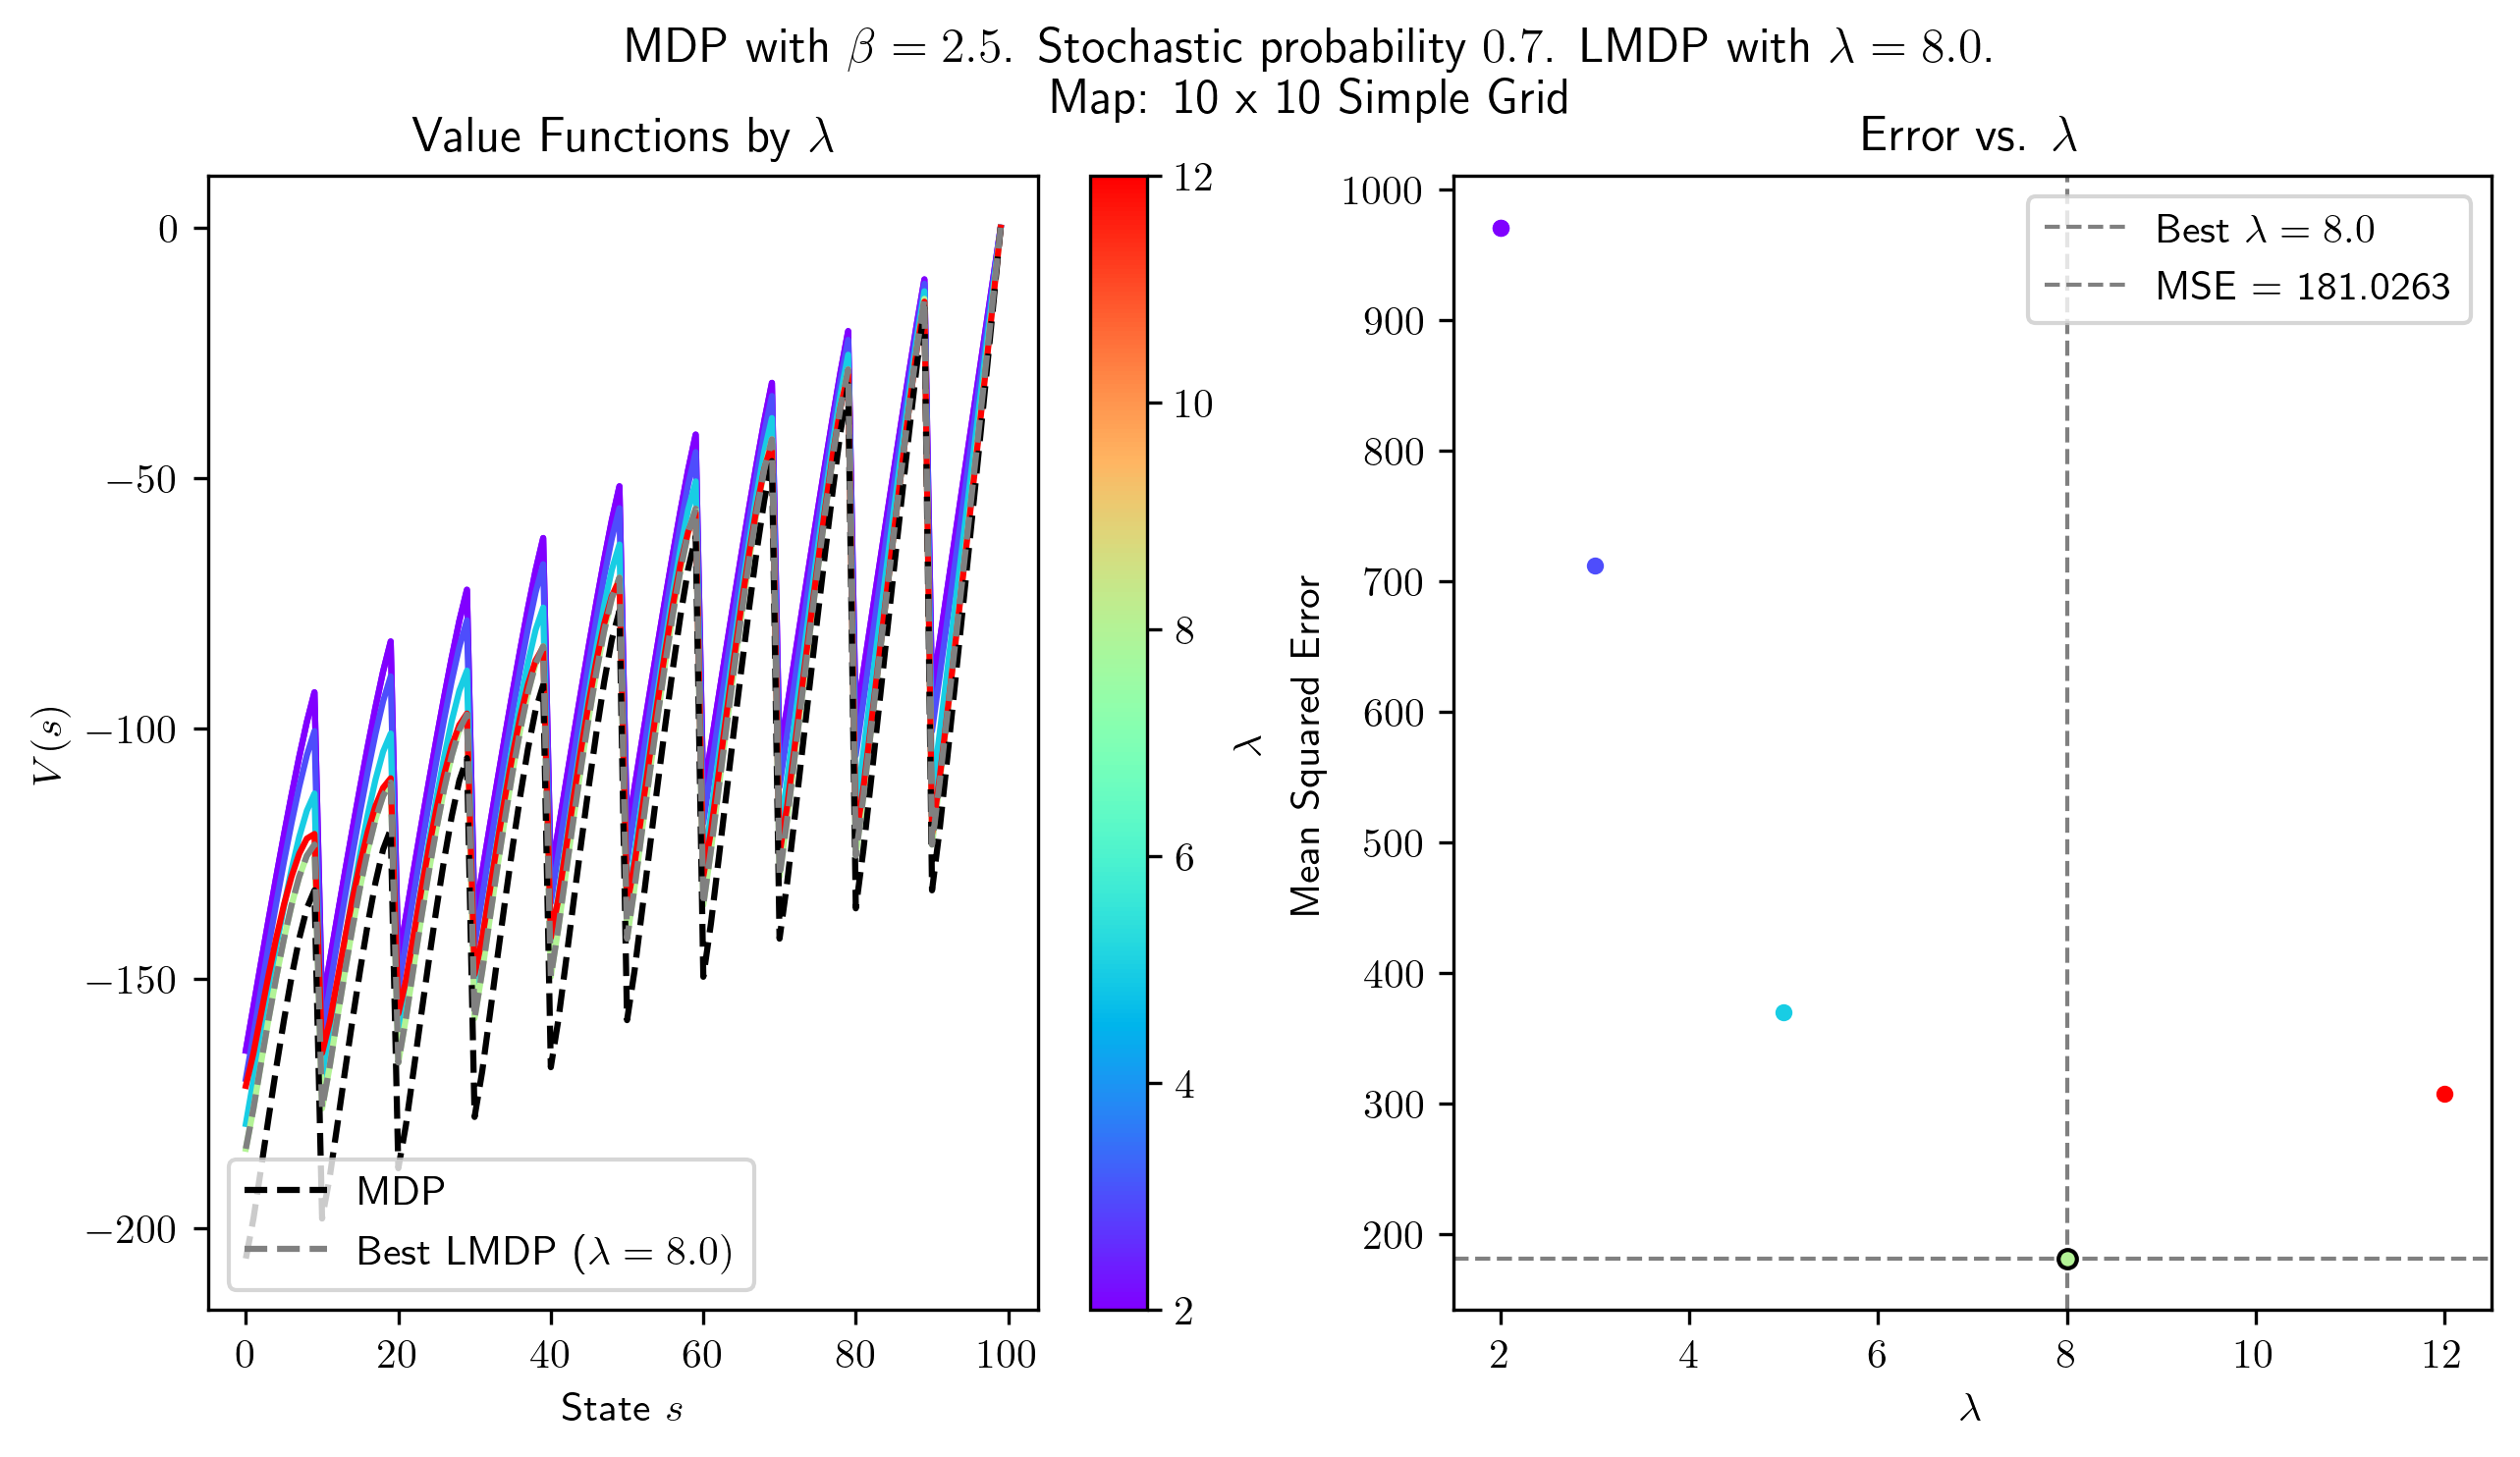 MDP with β = 2.5. Stochastic probability 0.7. LMDP with λ = 8.0.
Map: 10 x 10 Simple Grid
Value Functions by λ
0
−50
−100
−150
−200
V(s)
0 20 40 60 80 100
State s
MDP
Best LMDP (λ = 8.0)
12
10
8
6
4
2
λ
Error vs. λ
1000
900
800
700
600
500
400
300
200
Mean Squared Error
Best λ = 8.0
MSE = 181.0263
2 4 6 8 10 12
λ